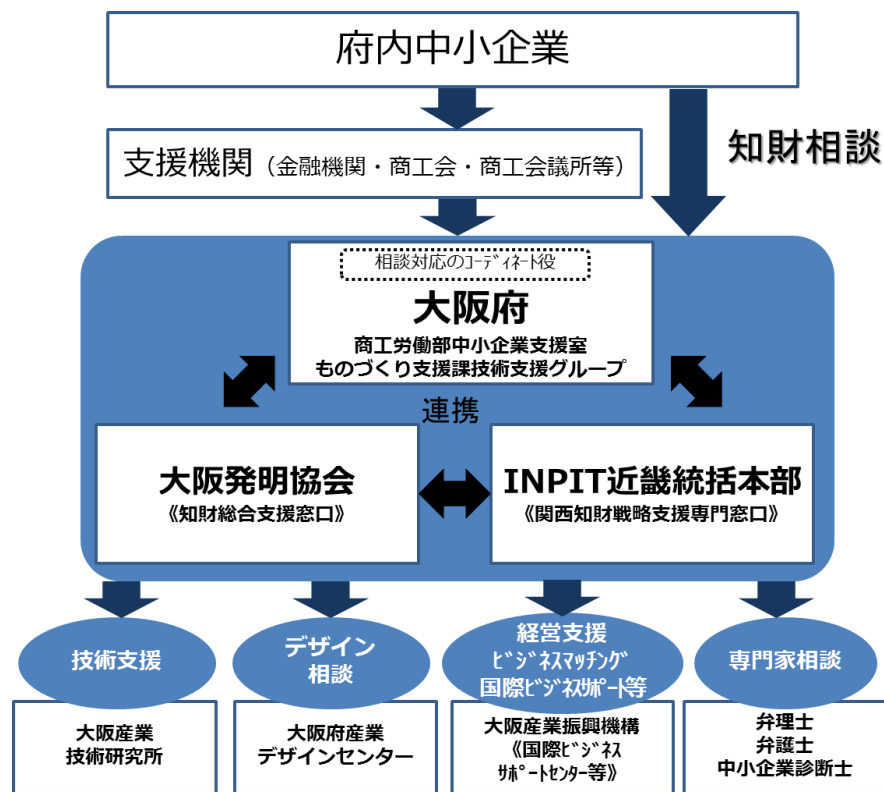 府内中小企業
知財相談
支援機関（金融機関・商工会・商工会議所等）
相談対応のｺｰﾃﾞｨﾈｰﾄ役
大阪府
商工労働部中小企業支援室
ものづくり支援課技術支援グループ
連携
大阪発明協会
《知財総合支援窓口》
INPIT近畿統括本部
《関西知財戦略支援専門窓口》
技術支援
デザイン
相談
経営支援
ﾋﾞｼﾞﾈｽマッチング
国際ﾋﾞｼﾞﾈｽｻﾎﾟｰﾄ等
専門家相談
大阪産業
技術研究所
大阪府産業
デザインセンター
大阪産業振興機構
《国際ﾋﾞｼﾞﾈｽ
ｻﾎﾟｰﾄｾﾝﾀｰ等》
弁理士
弁護士
中小企業診断士